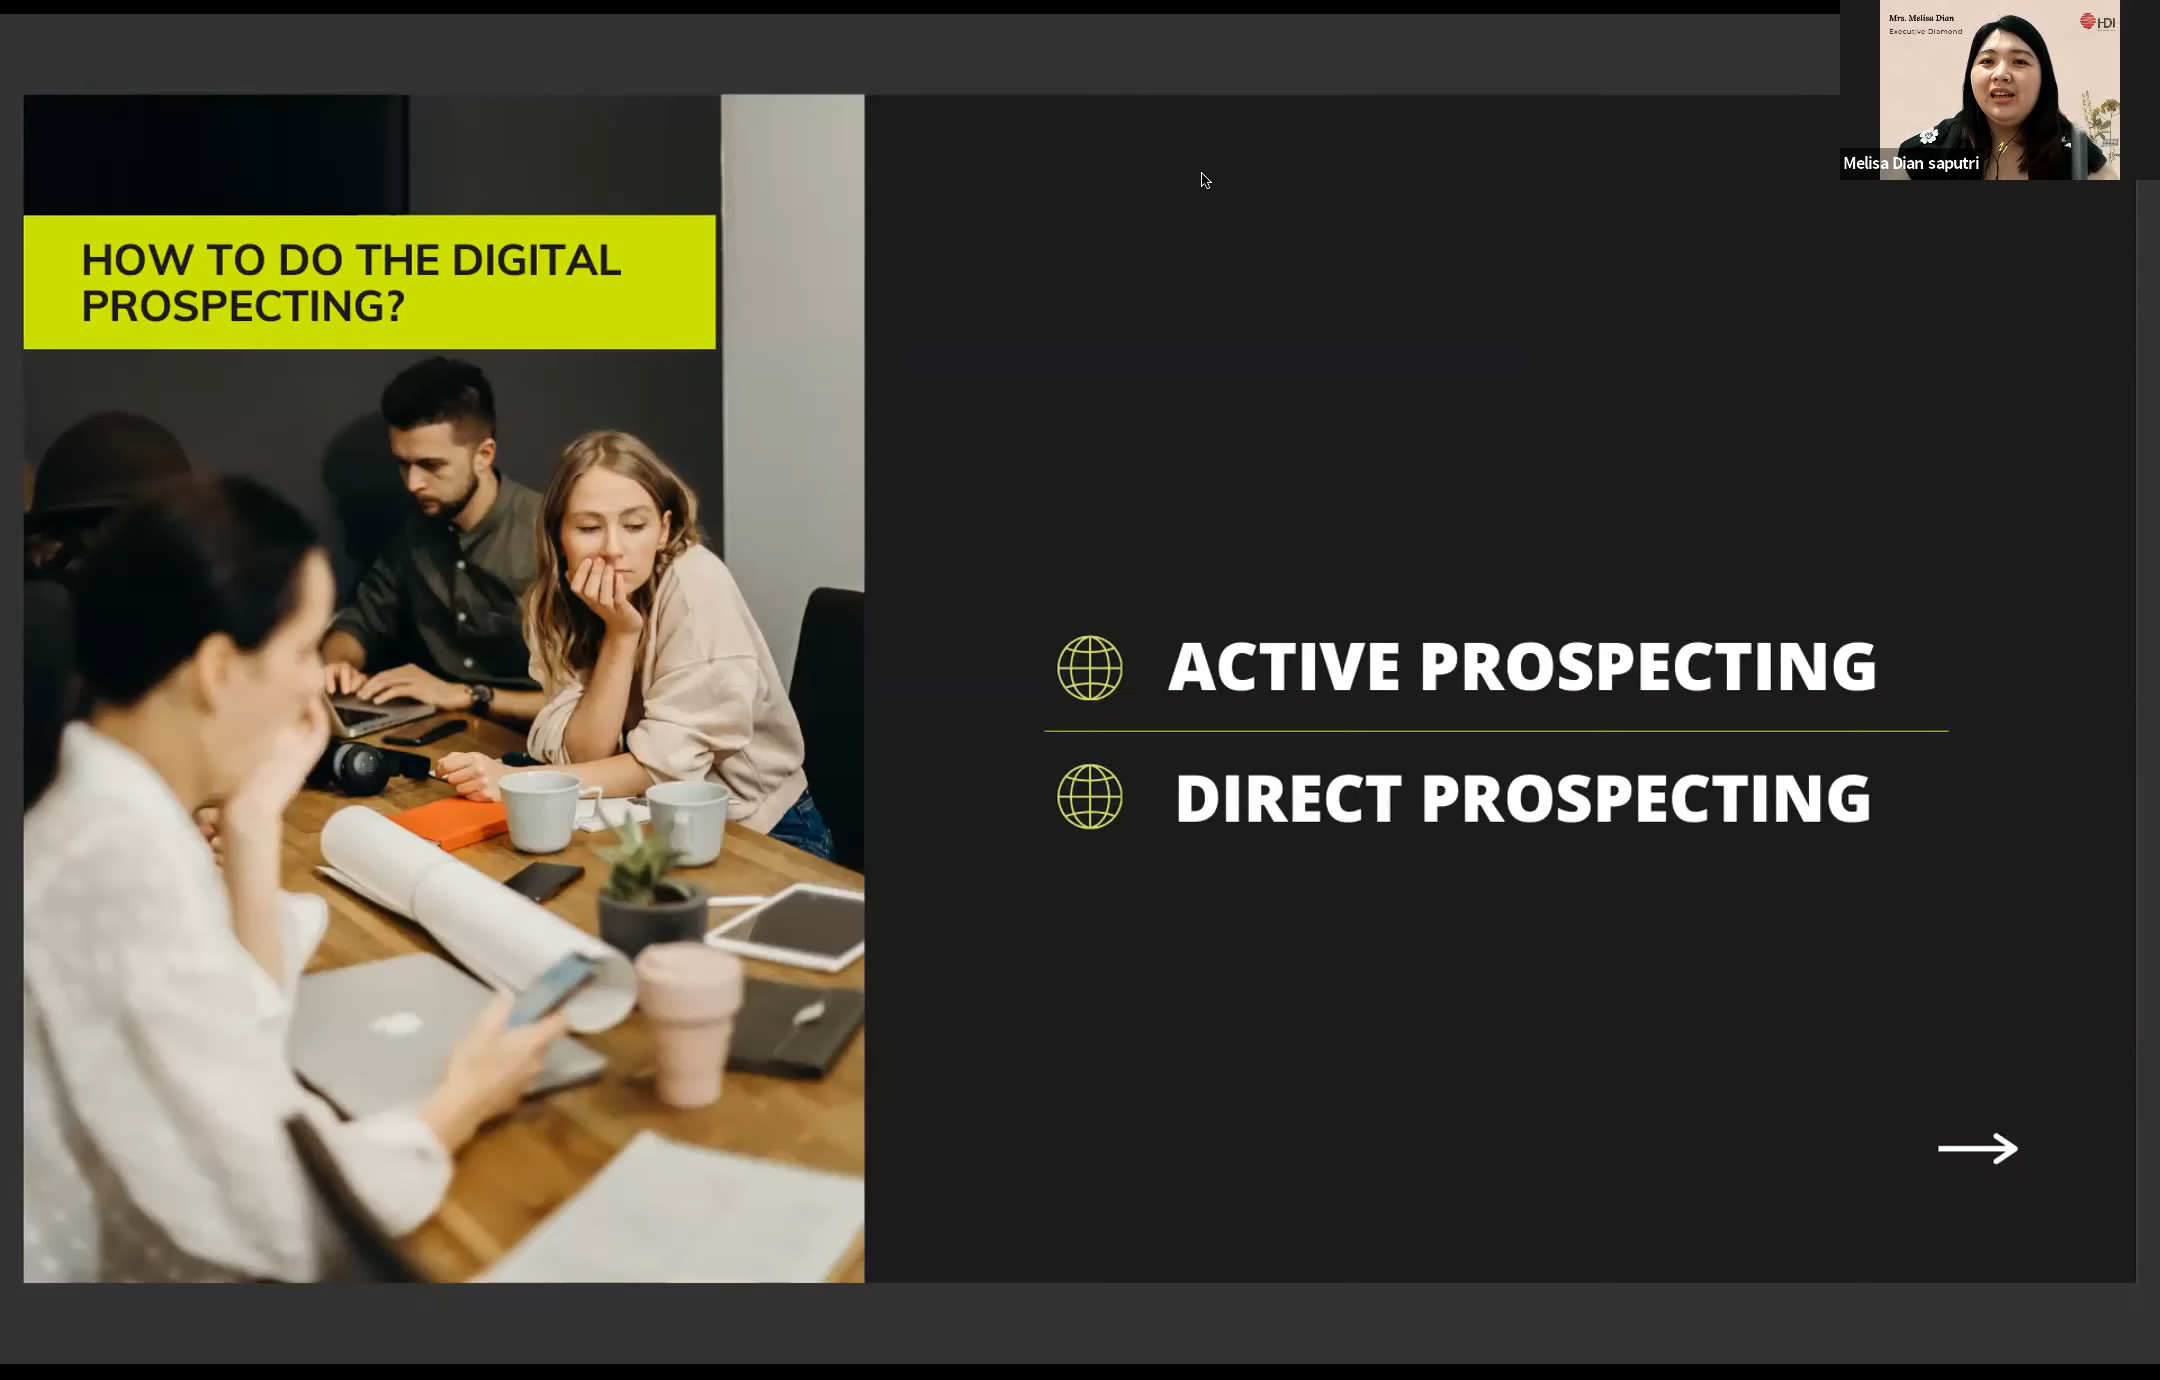 Mrs. Melisa Dian
Executive Diamond
HDI
Melisa Dian saputri
HOW TO DO THE DIGITAL
PROSPECTING?
ACTIVE PROSPECTING
DIRECT PROSPECTING